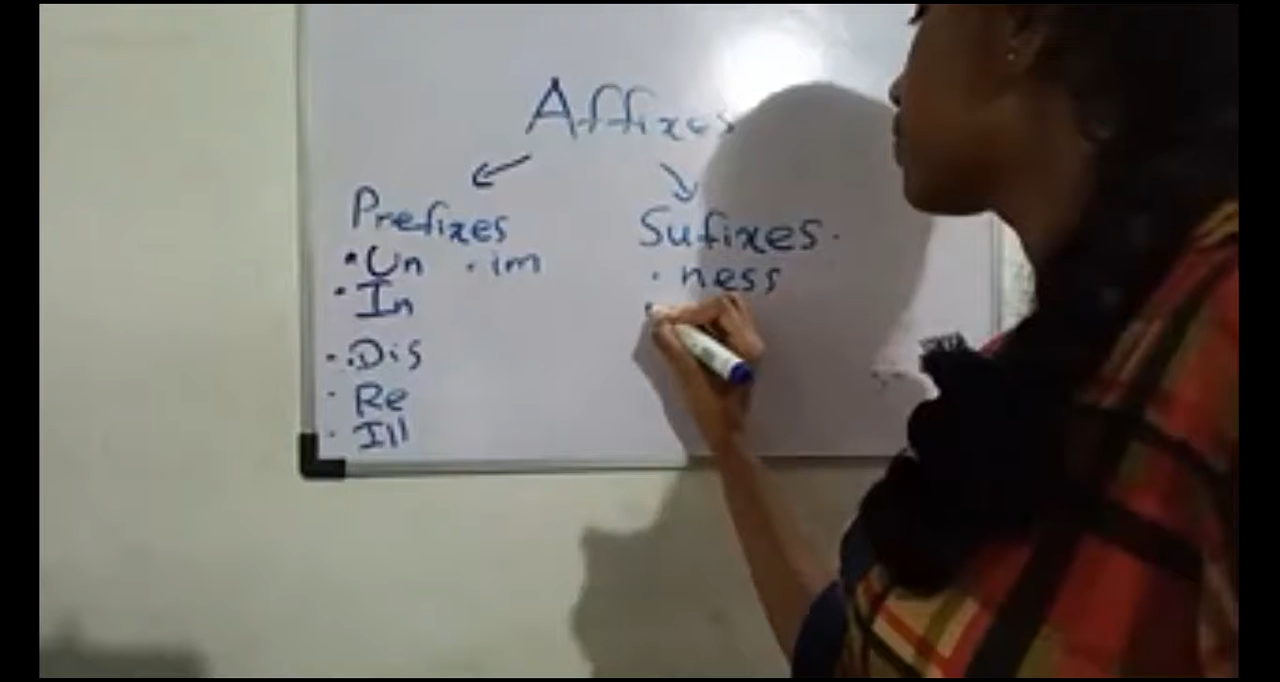 Affixes
Prefixes
• Un • im
• In
• Dis
• Re
• Ill
Sufixes.
• ness